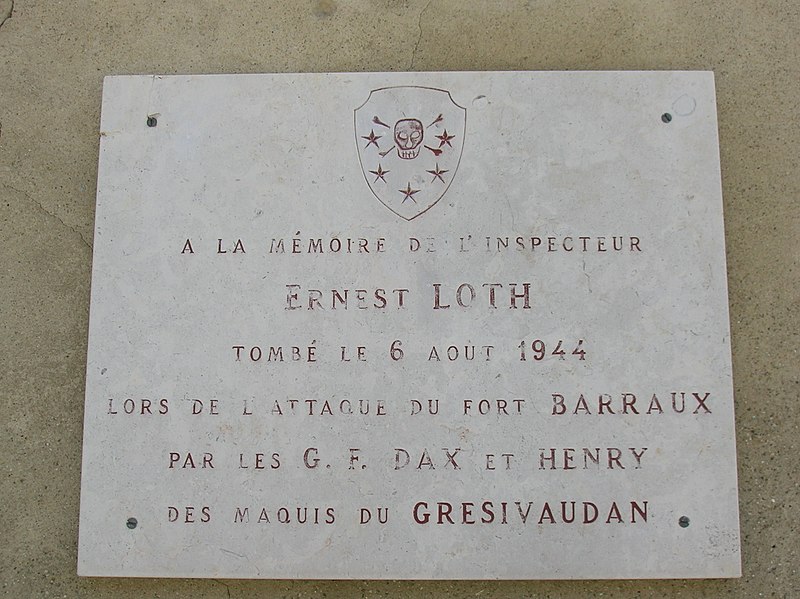 A LA MÉMOIRE DE L'INSPECTEUR
ERNEST LOTH
TOMBÉ LE 6 AOUT 1944
LORS DE L'ATTAQUE DU FORT BARRAUX
PAR LES G. F. DAX ET HENRY
DES MAQUIS DU GRESIVAUDAN